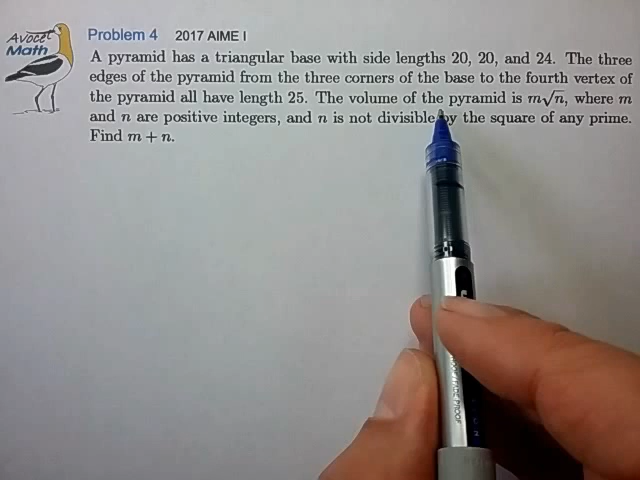 Avocet
Math
Problem 4 2017 AIME I
A pyramid has a triangular base with side lengths 20, 20, and 24. The three
edges of the pyramid from the three corners of the base to the fourth vertex of
the pyramid all have length 25. The volume of the pyramid is m√n, where m
and n are positive integers, and n is not divisible by the square of any prime.
Find m + n.